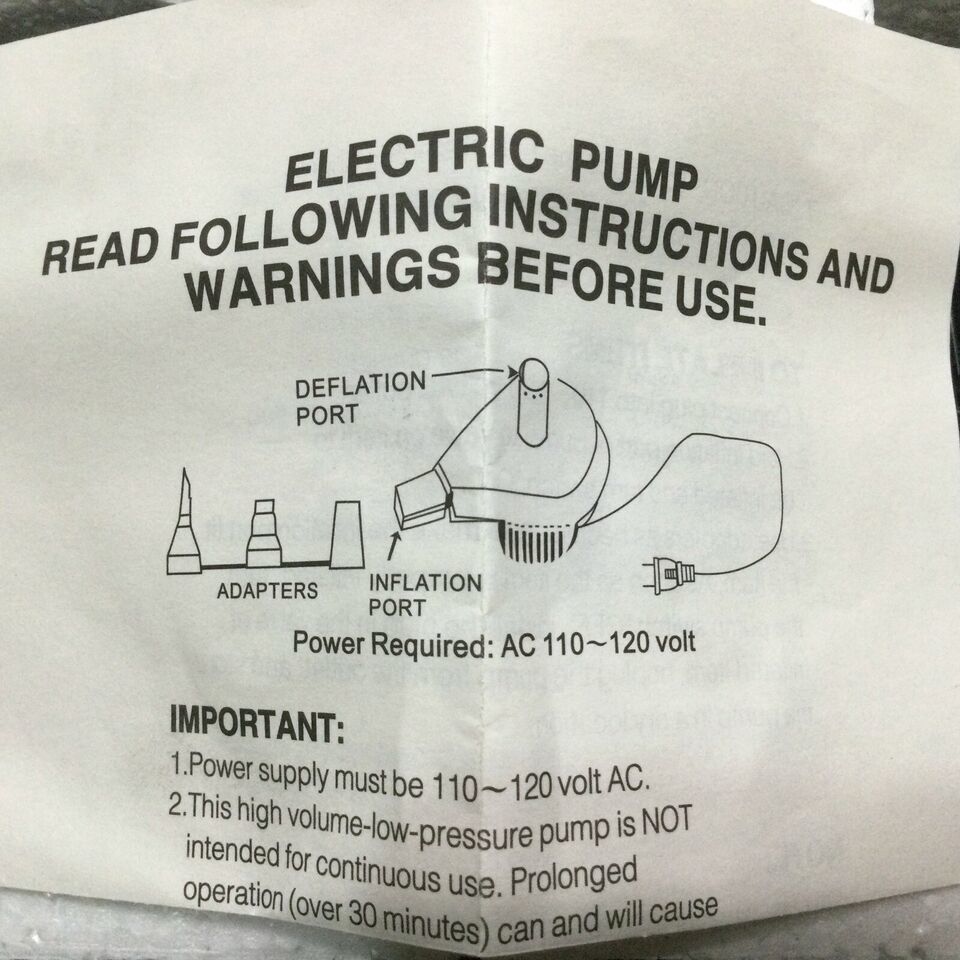 ELECTRIC PUMP
READ FOLLOWING INSTRUCTIONS AND
WARNINGS BEFORE USE.
DEFLATION
PORT
ADAPTERS
INFLATION
PORT
Power Required: AC 110~120 volt
IMPORTANT:
1.Power supply must be 110~120 volt AC.
2.This high volume-low-pressure pump is NOT
intended for continuous use. Prolonged
operation (over 30 minutes) can and will cause